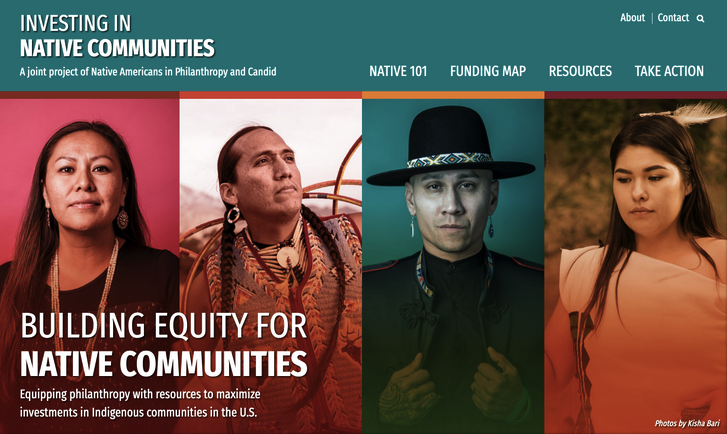 INVESTING IN
NATIVE COMMUNITIES
A joint project of Native Americans in Philanthropy and Candid
About | Contact
NATIVE 101 FUNDING MAP RESOURCES TAKE ACTION
BUILDING EQUITY FOR
NATIVE COMMUNITIES
Equipping philanthropy with resources to maximize
investments in Indigenous communities in the U.S.
Photos by Kisha Bari